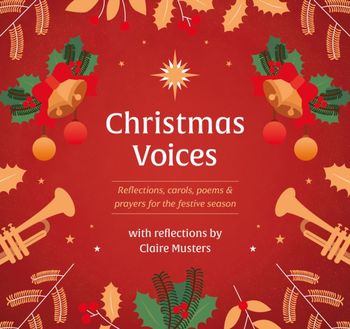 Christmas
Voices
Reflections, carols, poems &
prayers for the festive season
with reflections by
Claire Musters